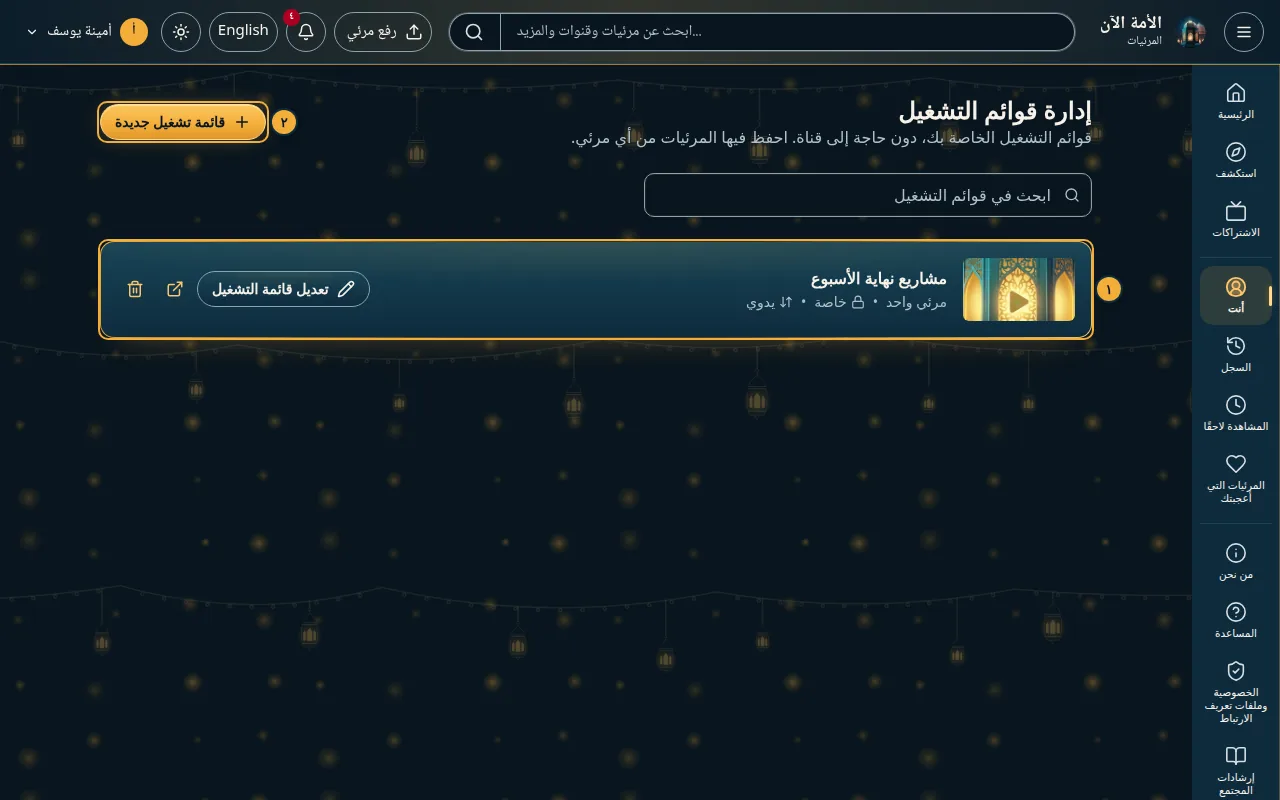 الأمة الآن
المرئيات
ابحث عن مرئيات وقنوات والمزيد...
رفع مرئي
٤
English
أ
أمينة يوسف
الرئيسية
استكشف
الاشتراكات
أنت
السجل
المشاهدة لاحقًا
المرئيات التي
أعجبتك
من نحن
المساعدة
الخصوصية
وملفات تعريف
الارتباط
إرشادات
المجتمع
إدارة قوائم التشغيل
قوائم التشغيل الخاصة بك، دون حاجة إلى قناة. احفظ فيها المرئيات من أي مرئي.
٢
قائمة تشغيل جديدة
ابحث في قوائم التشغيل
١
مشاريع نهاية الأسبوع
مرئي واحد • خاصة • يدوي
تعديل قائمة التشغيل